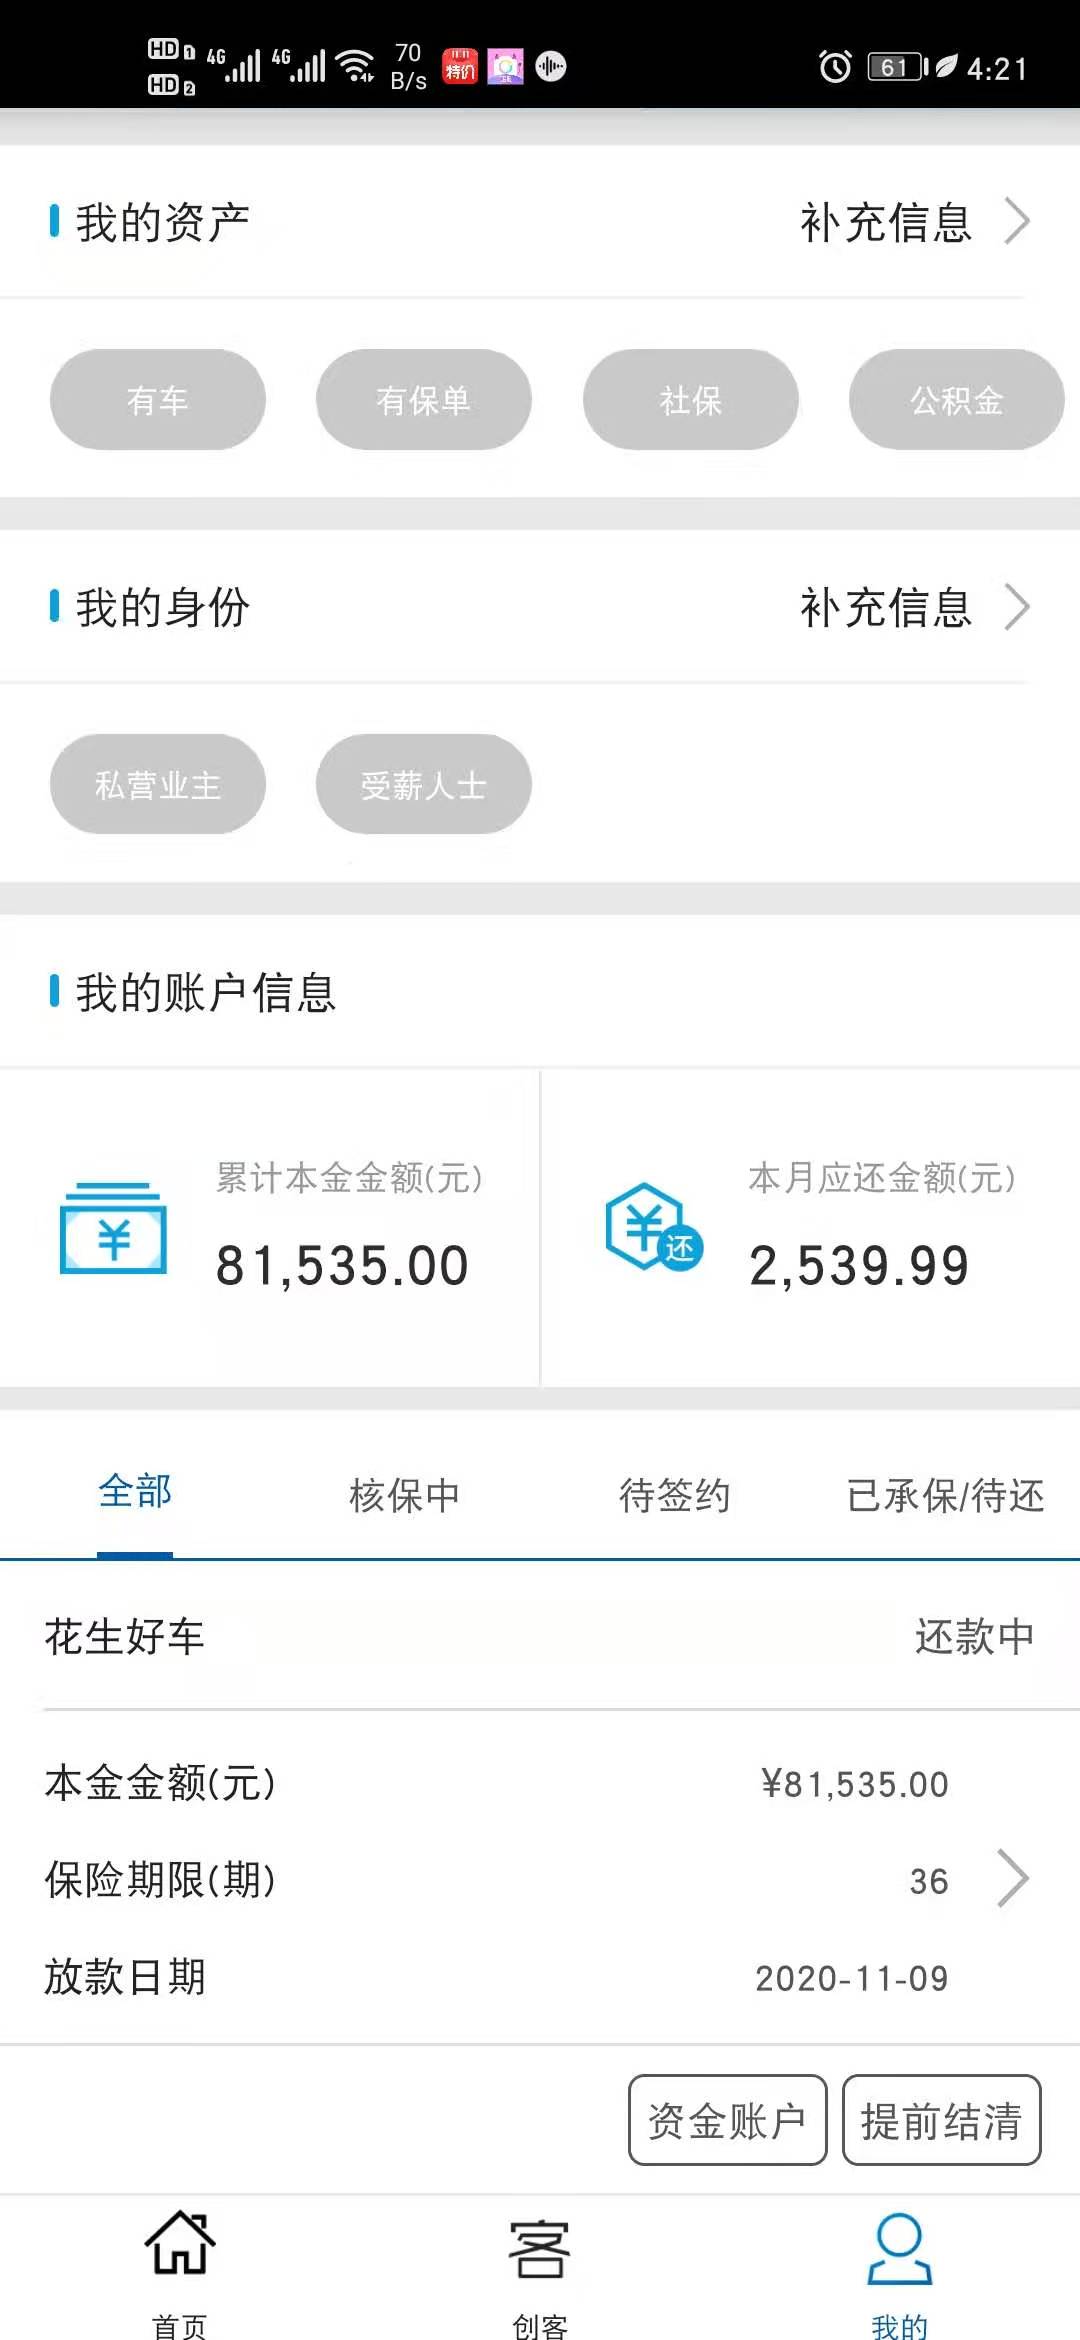 HD 1 4G 4G 70 B/s 特价 61 4:21
HD 2
我的资产 补充信息
有车 有保单 社保 公积金
我的身份 补充信息
私营业主 受薪人士
我的账户信息
累计本金金额(元) 本月应还金额(元)
¥ 81,535.00 ¥ 还 2,539.99
全部 核保中 待签约 已承保/待还
花生好车 还款中
本金金额(元) ¥81,535.00
保险期限(期) 36
放款日期 2020-11-09
资金账户 提前结清
客
首页 创客 我的